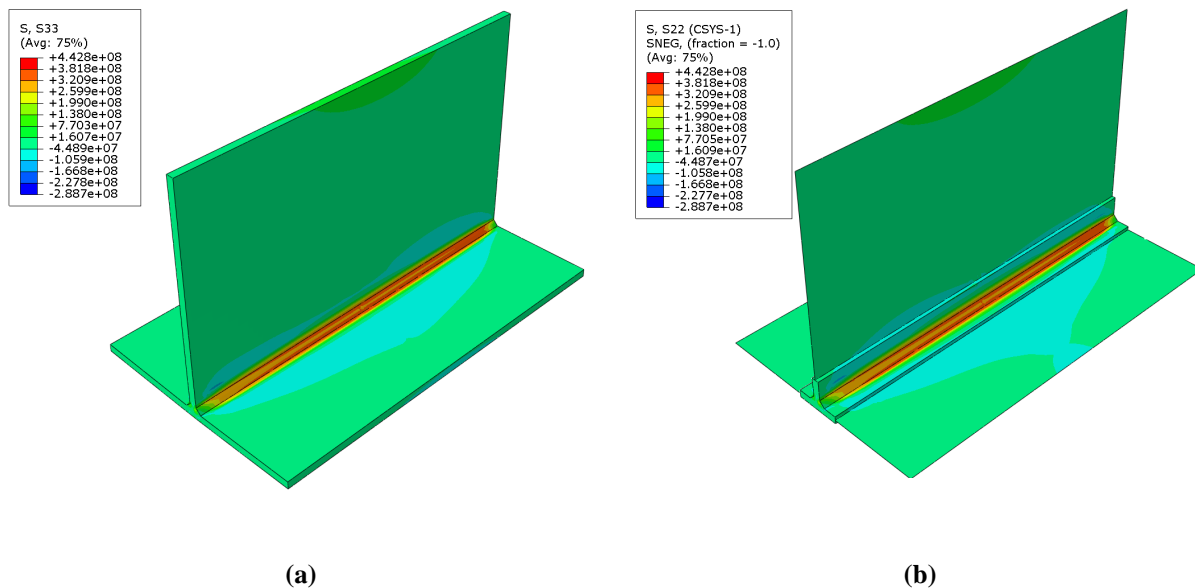 S, S33
(Avg: 75%)
+4.428e+08
+3.818e+08
+3.209e+08
+2.599e+08
+1.990e+08
+1.380e+08
+7.703e+07
+1.607e+07
-4.489e+07
-1.059e+08
-1.668e+08
-2.278e+08
-2.887e+08
S, S22 (CSYS-1)
SNEG, (fraction = -1.0)
(Avg: 75%)
+4.428e+08
+3.818e+08
+3.209e+08
+2.599e+08
+1.990e+08
+1.380e+08
+7.705e+07
+1.609e+07
-4.487e+07
-1.058e+08
-1.668e+08
-2.277e+08
-2.887e+08
(a)
(b)